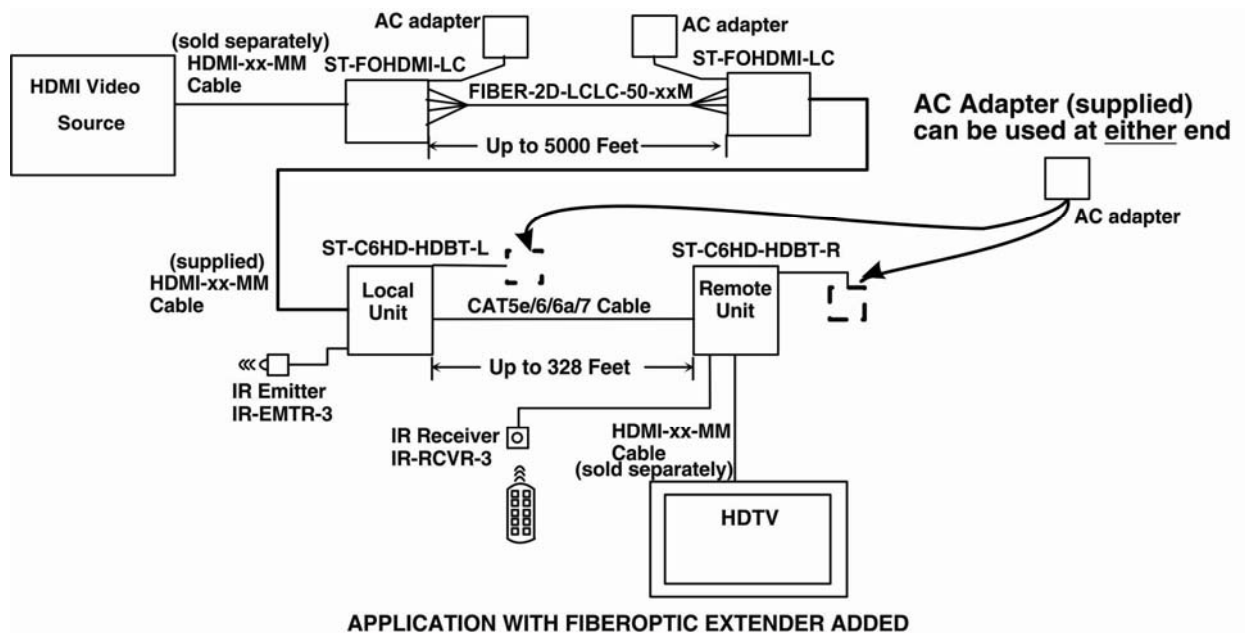 AC adapter
AC adapter
(sold separately)
HDMI-xx-MM
Cable
ST-FOHDMI-LC
ST-FOHDMI-LC
HDMI Video
Source
FIBER-2D-LCLC-50-xxM
Up to 5000 Feet
AC Adapter (supplied)
can be used at either end
AC adapter
ST-C6HD-HDBT-L
ST-C6HD-HDBT-R
(supplied)
HDMI-xx-MM
Cable
Local
Unit
CAT5e/6/6a/7 Cable
Remote
Unit
Up to 328 Feet
IR Emitter
IR-EMTR-3
IR Receiver
IR-RCVR-3
HDMI-xx-MM
Cable
(sold separately)
HDTV
APPLICATION WITH FIBEROPTIC EXTENDER ADDED